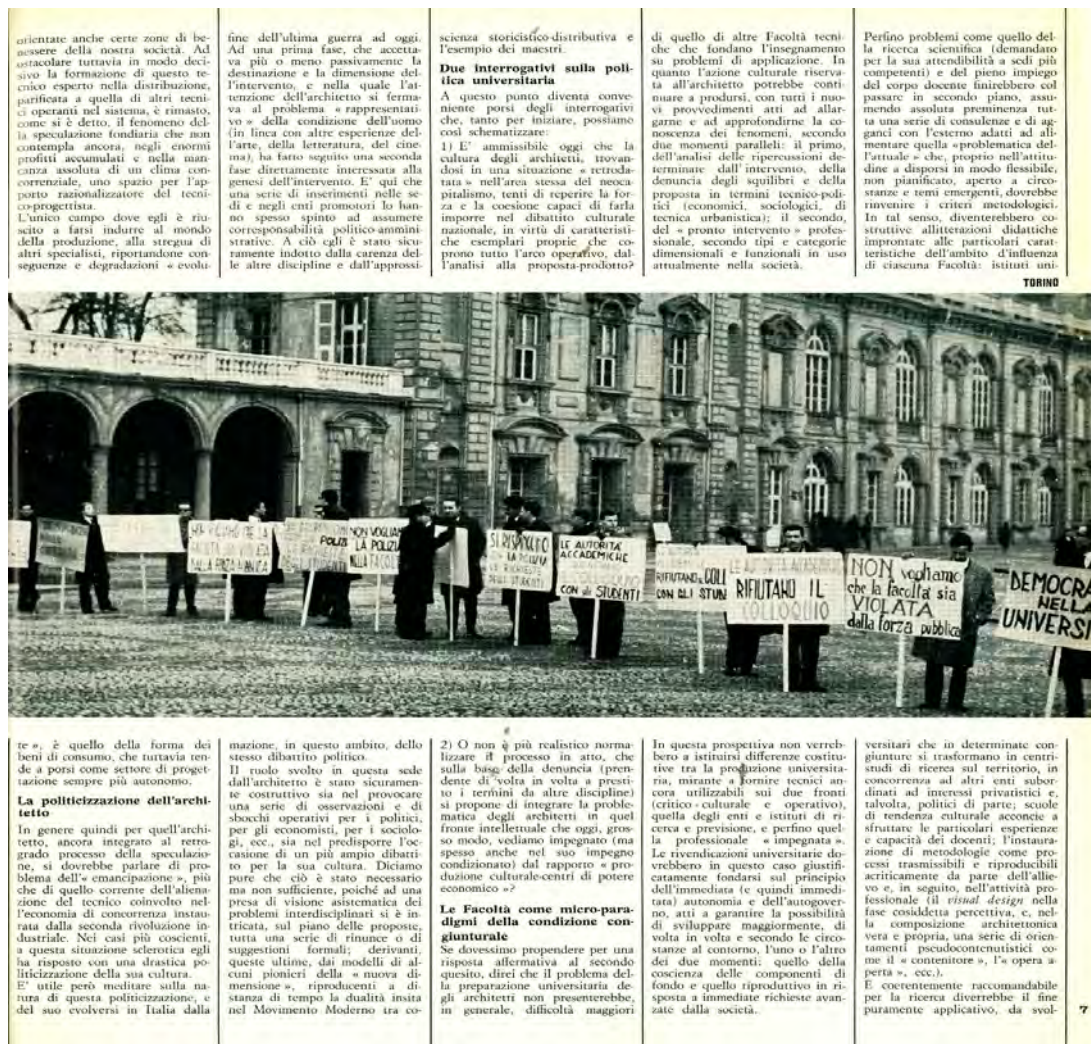 orientate anche certe zone di be-
nessere della nostra società. Ad
ostacolare tuttavia in modo deci-
sivo la formazione di questo te-
cnico esperto nella distribuzione,
parificata a quella di altri tecni-
ci operanti nel sistema, è rimasto,
come si è detto, il fenomeno del-
la speculazione fondiaria che non
contempla ancora, negli enormi
profitti accumulati e nella man-
canza assoluta di un clima con-
correnziale, uno spazio per l'ap-
porto razionalizzatore del tecni-
co-progettista.
L'unico campo dove egli è riu-
scito a farsi indurre al mondo
della produzione, alla stregua di
altri specialisti, riportandone con-
seguenze e degradazioni « evolu-
te », è quello della forma dei
beni di consumo, che tuttavia ten-
de a porsi come settore di proget-
tazione sempre più autonomo.
La politicizzazione dell'archi-
tetto
In genere quindi per quell'archi-
tetto, ancora integrato al retro-
grado processo della speculazio-
ne, si dovrebbe parlare di pro-
blema dell'« emancipazione », più
che di quello corrente dell'aliena-
zione del tecnico coinvolto nel-
l'economia di concorrenza instau-
rata dalla seconda rivoluzione in-
dustriale. Nei casi più coscienti,
a questa situazione sclerotica egli
ha risposto con una drastica po-
liticizzazione della sua cultura.
E' utile però meditare sulla na-
tura di questa politicizzazione, e
del suo evolversi in Italia dalla
fine dell'ultima guerra ad oggi.
Ad una prima fase, che accetta-
va più o meno passivamente la
destinazione e la dimensione del-
l'intervento, e nella quale l'at-
tenzione dell'architetto si ferma-
va al problema « rappresentati-
vo » della condizione dell'uomo
(in linea con altre esperienze del-
l'arte, della letteratura, del cine-
ma), ha fatto seguito una seconda
fase direttamente interessata alla
genesi dell'intervento. E' qui che
una serie di inserimenti nelle se-
di e negli enti promotori lo han-
no spesso spinto ad assumere
corresponsabilità politico-ammini-
strative. A ciò egli è stato sicu-
ramente indotto dalla carenza del-
le altre discipline e dall'approssi-
mazione, in questo ambito, dello
stesso dibattito politico.
Il ruolo svolto in questa sede
dall'architetto è stato sicuramen-
te costruttivo sia nel provocare
una serie di osservazioni e di
sbocchi operativi per i politici,
per gli economisti, per i sociolo-
gi, ecc., sia nel predisporre l'oc-
casione di un più ampio dibatti-
to per la sua cultura. Diciamo
pure che ciò è stato necessario
ma non sufficiente, poiché ad una
presa di visione asistematica dei
problemi interdisciplinari si è in-
tricata, sul piano delle proposte,
tutta una serie di rinunce o di
suggestioni formali; derivanti,
queste ultime, dai modelli di al-
cuni pionieri della « nuova di-
mensione », riproducenti a di-
stanza di tempo la dualità insita
nel Movimento Moderno tra co-
scienza storicistico-distributiva e
l'esempio dei maestri.
Due interrogativi sulla poli-
tica universitaria
A questo punto diventa conve-
niente porsi degli interrogativi
che, tanto per iniziare, possiamo
così schematizzare:
1) E' ammissibile oggi che la
cultura degli architetti, trovan-
dosi in una situazione « retroda-
tata » nell'area stessa del neoca-
pitalismo, tenti di reperire la for-
za e la coesione capaci di farla
imporre nel dibattito culturale
nazionale, in virtù di caratteristi-
che esemplari proprie che co-
prono tutto l'arco operativo, dal-
l'analisi alla proposta-prodotto?
2) O non è più realistico norma-
lizzare il processo in atto, che
sulla base della denuncia (pren-
dente di volta in volta a presti-
to i termini da altre discipline)
si propone di integrare la proble-
matica degli architetti in quel
fronte intellettuale che oggi, gros-
so modo, vediamo impegnato (ma
spesso anche nel suo impegno
condizionato) dal rapporto « pro-
duzione culturale-centri di potere
economico »?
Le Facoltà come micro-para-
digmi della condizione con-
giunturale
Se dovessimo propendere per una
risposta affermativa al secondo
quesito, direi che il problema del-
la preparazione universitaria de-
gli architetti non presenterebbe,
in generale, difficoltà maggiori
di quello di altre Facoltà tecni-
che che fondano l'insegnamento
su problemi di applicazione. In
quanto l'azione culturale riserva-
ta all'architetto potrebbe conti-
nuare a prodursi, con tutti i nuo-
vi provvedimenti atti ad allar-
garne e ad approfondirne la co-
noscenza dei fenomeni, secondo
due momenti paralleli: il primo,
dell'analisi delle ripercussioni de-
terminate dall'intervento, della
denuncia degli squilibri e della
proposta in termini tecnico-poli-
rici (economici, sociologici, di
tecnica urbanistica); il secondo,
del « pronto intervento » profes-
sionale, secondo tipi e categorie
dimensionali e funzionali in uso
attualmente nella società.
In questa prospettiva non verreb-
bero a istituirsi differenze costitu-
tive tra la produzione universita-
ria, mirante a fornire tecnici an-
cora utilizzabili sui due fronti
(critico - culturale e operativo),
quella degli enti e istituti di ri-
cerca e previsione, e perfino quel-
la professionale « impegnata ».
Le rivendicazioni universitarie do-
vrebbero in questo caso giustifi-
catamente fondarsi sul principio
dell'immediata (e quindi immedi-
tata) autonomia e dell'autogover-
no, atti a garantire la possibilità
di sviluppare maggiormente, di
volta in volta e secondo le circo-
stanze al contorno, l'uno o l'altro
dei due momenti: quello della
coscienza delle componenti di
fondo e quello riproduttivo in ri-
sposta a immediate richieste avan-
zate dalla società.
Perfino problemi come quello del-
la ricerca scientifica (demandato
per la sua attendibilità a sedi più
competenti) e del pieno impiego
del corpo docente finirebbero col
passare in secondo piano, assu-
mendo assoluta preminenza tut-
ta una serie di consulenze e di ag-
ganci con l'esterno adatti ad ali-
mentare quella «problematica del-
l'attuale » che, proprio nell'attitu-
dine a disporsi in modo flessibile,
non pianificato, aperto a circo-
stanze e temi emergenti, dovrebbe
rinvenire i criteri metodologici.
In tal senso, diventerebbero co-
struttive allitterazioni didattiche
improntate alle particolari carat-
teristiche dell'ambito d'influenza
di ciascuna Facoltà: istituti uni-
versitari che in determinate con-
giunture si trasformano in centri-
studi di ricerca sul territorio, in
concorrenza ad altri enti subor-
dinati ad interessi privatistici e,
talvolta, politici di parte; scuole
di tendenza culturale acconcie a
sfruttare le particolari esperienze
e capacità dei docenti; l'instaura-
zione di metodologie come pro-
cessi trasmissibili e riproducibili
acriticamente da parte dell'allie-
vo e, in seguito, nell'attività pro-
fessionale (il visual design nella
fase cosiddetta percettiva, e, nel-
la composizione architettonica
vera e propria, una serie di orien-
tamenti pseudocontenutistici co-
me il « contenitore », l'« opera a-
perta », ecc.).
È coerentemente raccomandabile
per la ricerca diverrebbe il fine
puramente applicativo, da svol-
TORINO
NON VOGLIAMO
LA POLIZIA
NELLA FACOLTÀ
POLIZI
SI RESPINGONO
LE RICHIESTE
DEGLI STUDENTI
LE AUTORITÀ
ACCADEMICHE
CON gli STUDENTI
RIFIUTANO IL COLL
CON GLI STUD
LE AUTORITÀ ACCADEMICHE
RIFIUTANO IL
COLLOQUIO
NON vogliamo
che la facoltà sia
VIOLATA
dalla forza pubblica
DEMOCRA
NELL
UNIVERSI
7